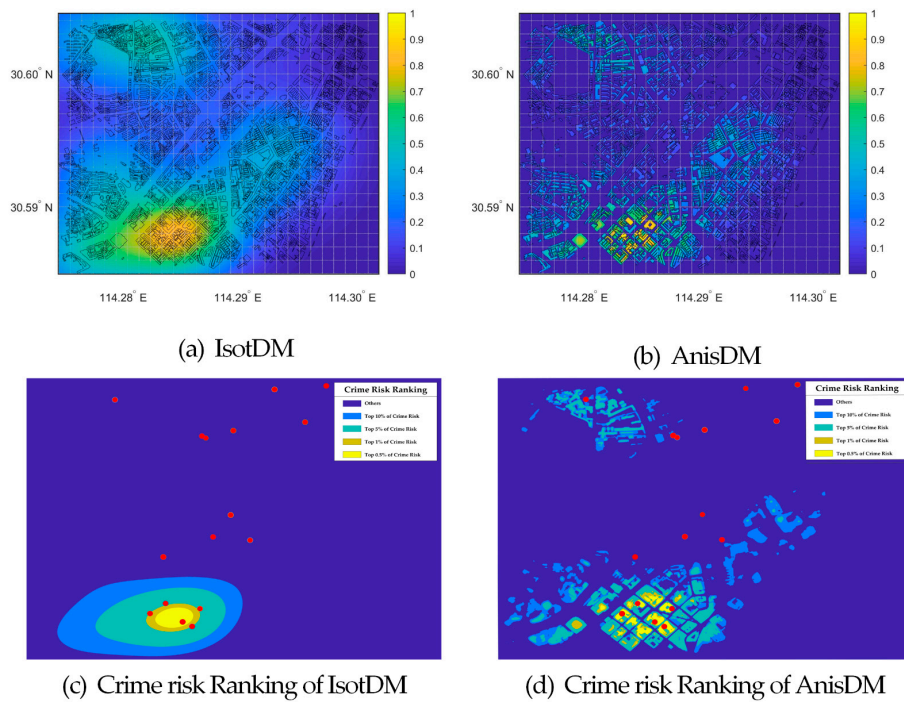 1
0.9
0.8
0.7
0.6
0.5
0.4
0.3
0.2
0.1
0
30.60° N
30.59° N
114.28° E
114.29° E
114.30° E
(a) IsotDM
1
0.9
0.8
0.7
0.6
0.5
0.4
0.3
0.2
0.1
0
30.60° N
30.59° N
114.28° E
114.29° E
114.30° E
(b) AnisDM
Crime Risk Ranking
Others
Top 10% of Crime Risk
Top 5% of Crime Risk
Top 1% of Crime Risk
Top 0.5% of Crime Risk
(c) Crime risk Ranking of IsotDM
Crime Risk Ranking
Others
Top 10% of Crime Risk
Top 5% of Crime Risk
Top 1% of Crime Risk
Top 0.5% of Crime Risk
(d) Crime risk Ranking of AnisDM